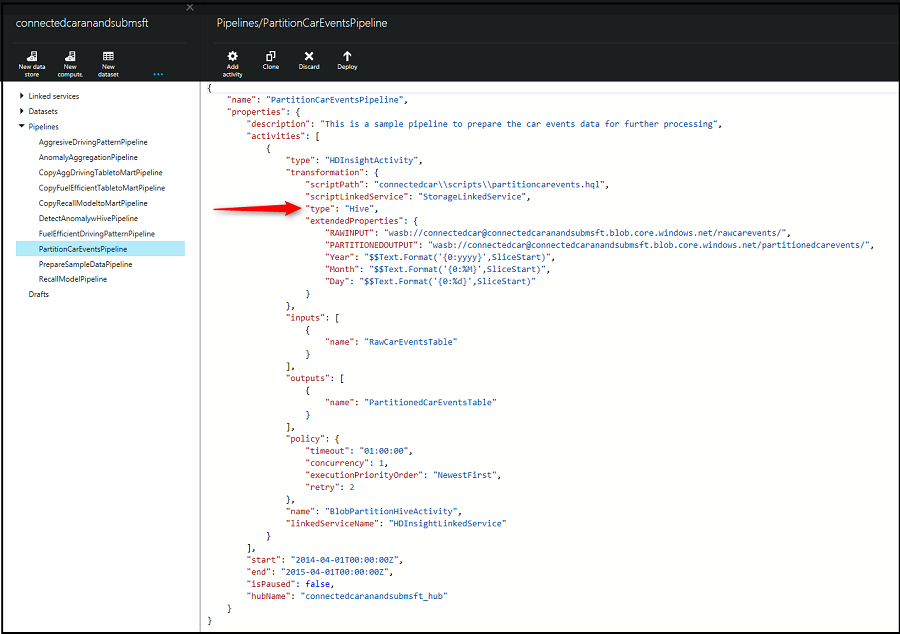 connectedcaranandsubmsft
Pipelines/PartitionCarEventsPipeline
New data
store
New
compute.
New
dataset
...
Add
activity
Clone
Discard
Deploy
Linked services
Datasets
Pipelines
AggresiveDrivingPatternPipeline
AnomalyAggregationPipeline
CopyAggDrivingTabletoMartPipeline
CopyFuelEfficientTabletoMartPipeline
CopyRecallModeltoMartPipeline
DetectAnomalywHivePipeline
FuelEfficientDrivingPatternPipeline
PartitionCarEventsPipeline
PrepareSampleDataPipeline
RecallModelPipeline
Drafts
{
"name": "PartitionCarEventsPipeline",
"properties": {
"description": "This is a sample pipeline to prepare the car events data for further processing",
"activities": [
{
"type": "HDInsightActivity",
"transformation": {
"scriptPath": "connectedcar\\scripts\\partitioncarevents.hql",
"scriptLinkedService": "StorageLinkedService",
"type": "Hive",
"extendedProperties": {
"RAWINPUT": "wasb://connectedcar@connectedcaranandsubmsft.blob.core.windows.net/rawcarevents/",
"PARTITIONEDOUTPUT": "wasb://connectedcar@connectedcaranandsubmsft.blob.core.windows.net/partitionedcarevents/",
"Year": "$$Text.Format('{0:yyyy}',SliceStart)",
"Month": "$$Text.Format('{0:%M}',SliceStart)",
"Day": "$$Text.Format('{0:%d}',SliceStart)"
}
},
"inputs": [
{
"name": "RawCarEventsTable"
}
],
"outputs": [
{
"name": "PartitionedCarEventsTable"
}
],
"policy": {
"timeout": "01:00:00",
"concurrency": 1,
"executionPriorityOrder": "NewestFirst",
"retry": 2
},
"name": "BlobPartitionHiveActivity",
"linkedServiceName": "HDInsightLinkedService"
}
],
"start": "2014-04-01T00:00:00Z",
"end": "2015-04-01T00:00:00Z",
"isPaused": false,
"hubName": "connectedcaranandsubmsft_hub"
}
}